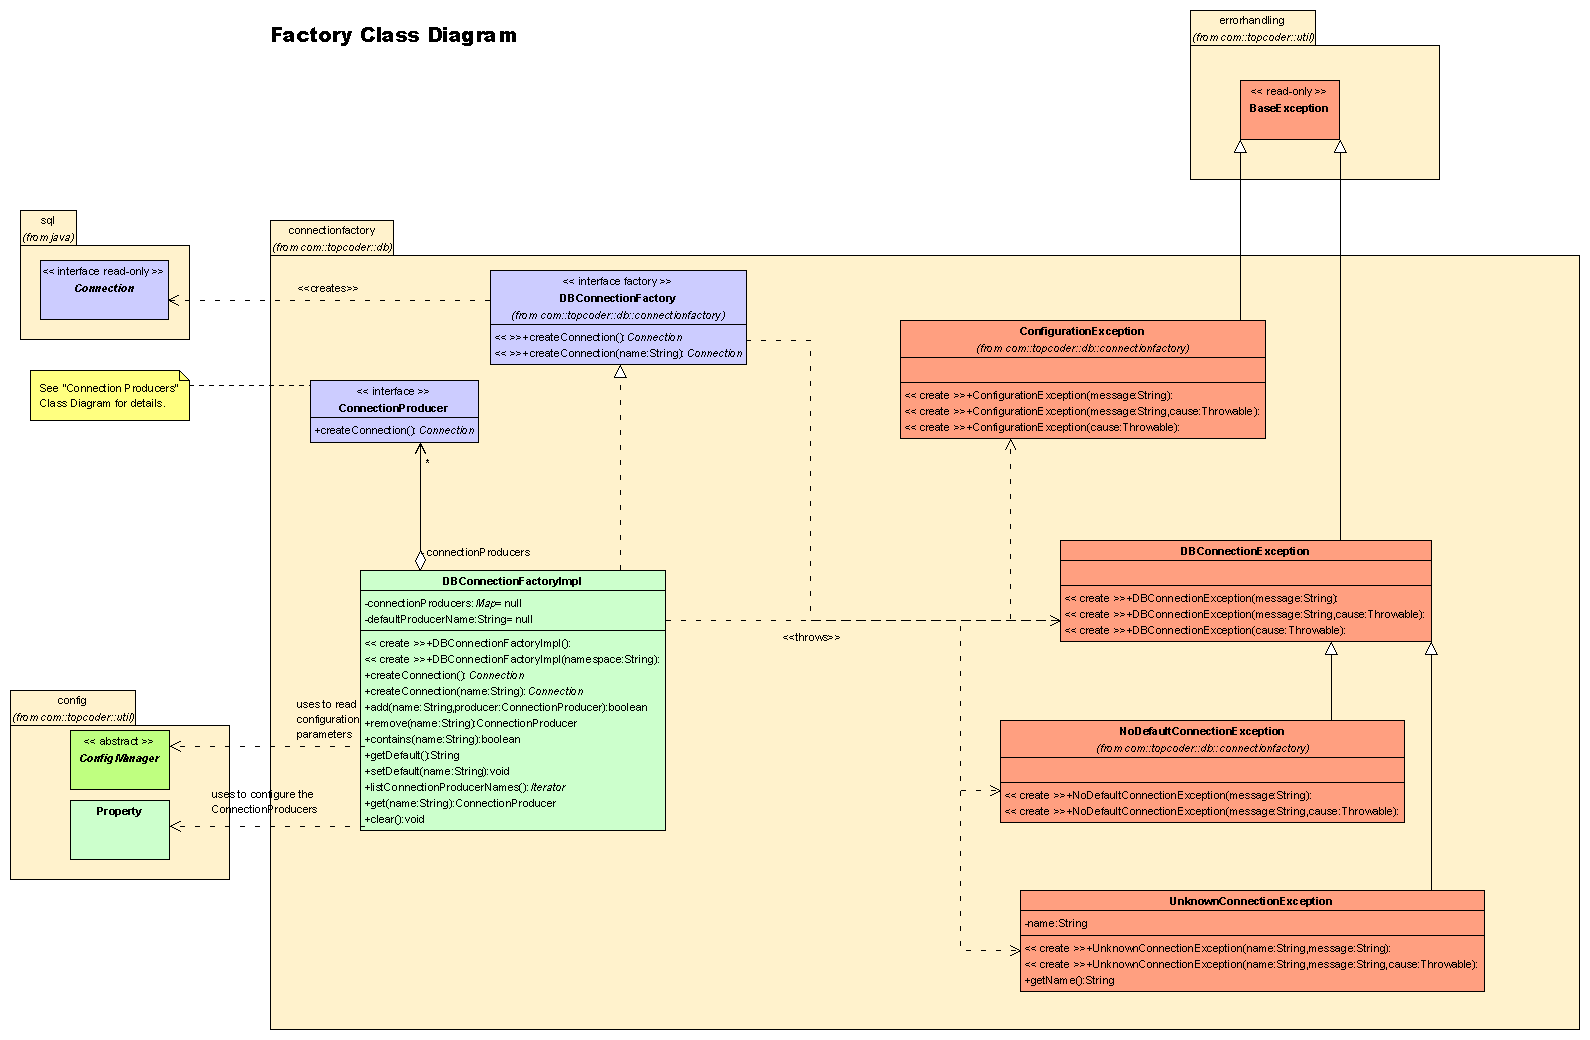 Factory Class Diagram
errorhandling
(from com::topcoder::util)
<< read-only >>
BaseException
sql
(from java)
<< interface read-only >>
Connection
connectionfactory
(from com::topcoder::db)
<<creates>>
<< interface factory >>
DBConnectionFactory
(from com::topcoder::db::connectionfactory)
<< >>+createConnection(): Connection
<< >>+createConnection(name:String): Connection
ConfigurationException
(from com::topcoder::db::connectionfactory)
<< create >>+ConfigurationException(message:String):
<< create >>+ConfigurationException(message:String,cause:Throwable):
<< create >>+ConfigurationException(cause:Throwable):
See "Connection Producers"
Class Diagram for details.
<< interface >>
ConnectionProducer
+createConnection(): Connection
*
-connectionProducers
DBConnectionFactoryImpl
-connectionProducers: Map= null
-defaultProducerName:String= null
<< create >>+DBConnectionFactoryImpl():
<< create >>+DBConnectionFactoryImpl(namespace:String):
+createConnection(): Connection
+createConnection(name:String): Connection
+add(name:String,producer:ConnectionProducer):boolean
+remove(name:String):ConnectionProducer
+contains(name:String):boolean
+getDefault():String
+setDefault(name:String):void
+listConnectionProducerNames(): Iterator
+get(name:String):ConnectionProducer
+clear():void
<<throws>>
DBConnectionException
<< create >>+DBConnectionException(message:String):
<< create >>+DBConnectionException(message:String,cause:Throwable):
<< create >>+DBConnectionException(cause:Throwable):
config
(from com::topcoder::util)
<< abstract >>
ConfigManager
Property
uses to read
configuration
parameters
uses to configure the
ConnectionProducers
NoDefaultConnectionException
(from com::topcoder::db::connectionfactory)
<< create >>+NoDefaultConnectionException(message:String):
<< create >>+NoDefaultConnectionException(message:String,cause:Throwable):
UnknownConnectionException
-name:String
<< create >>+UnknownConnectionException(name:String,message:String):
<< create >>+UnknownConnectionException(name:String,message:String,cause:Throwable):
+getName():String